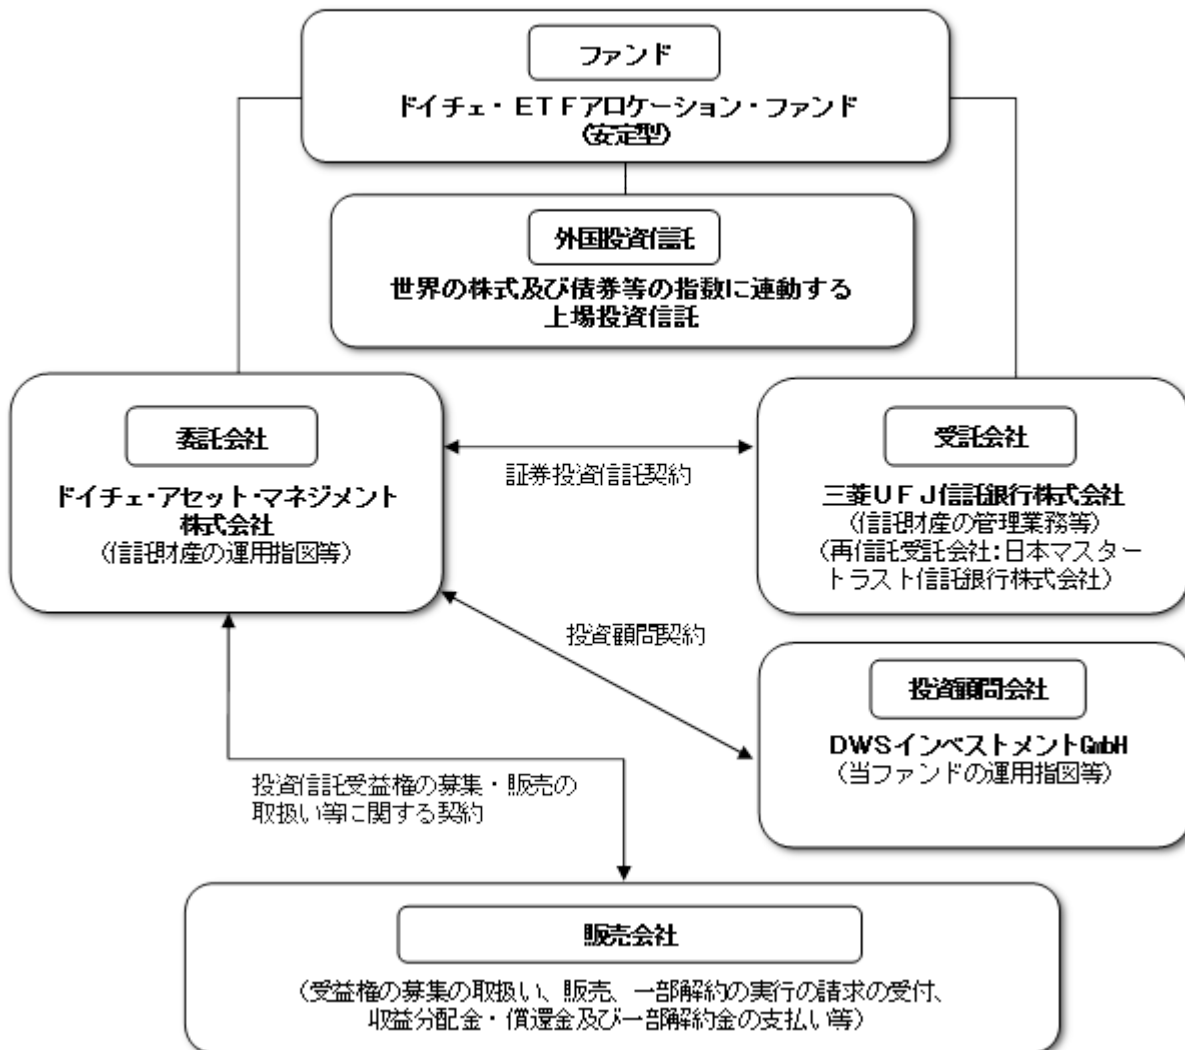 ファンド
ドイチェ・ＥＴＦアロケーション・ファンド
(安定型)
外国投資信託
世界の株式及び債券等の指数に連動する
上場投資信託
委託会社
ドイチェ・アセット・マネジメント
株式会社
(信託財産の運用指図等)
証券投資信託契約
受託会社
三菱ＵＦＪ信託銀行株式会社
(信託財産の管理業務等)
(再信託受託会社:日本マスター
トラスト信託銀行株式会社)
投資顧問契約
投資顧問会社
DWSインベストメントGmbH
(当ファンドの運用指図等)
投資信託受益権の募集・販売の
取扱い等に関する契約
販売会社
(受益権の募集の取扱い、販売、一部解約の実行の請求の受付、
収益分配金・償還金及び一部解約金の支払い等)